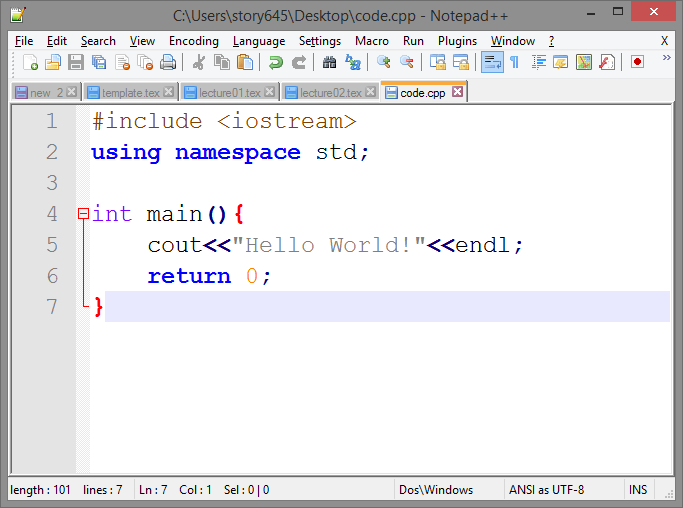 C:\Users\story645\Desktop\code.cpp - Notepad++
File Edit Search View Encoding Language Settings Macro Run Plugins Window ? X
new 2 template.tex lecture01.tex lecture02.tex code.cpp
1 #include <iostream>
2 using namespace std;
3
4 int main(){
5 cout<<"Hello World!"<<endl;
6 return 0;
7 }
length : 101 lines : 7 Ln : 7 Col : 1 Sel : 0 | 0 Dos\Windows ANSI as UTF-8 INS